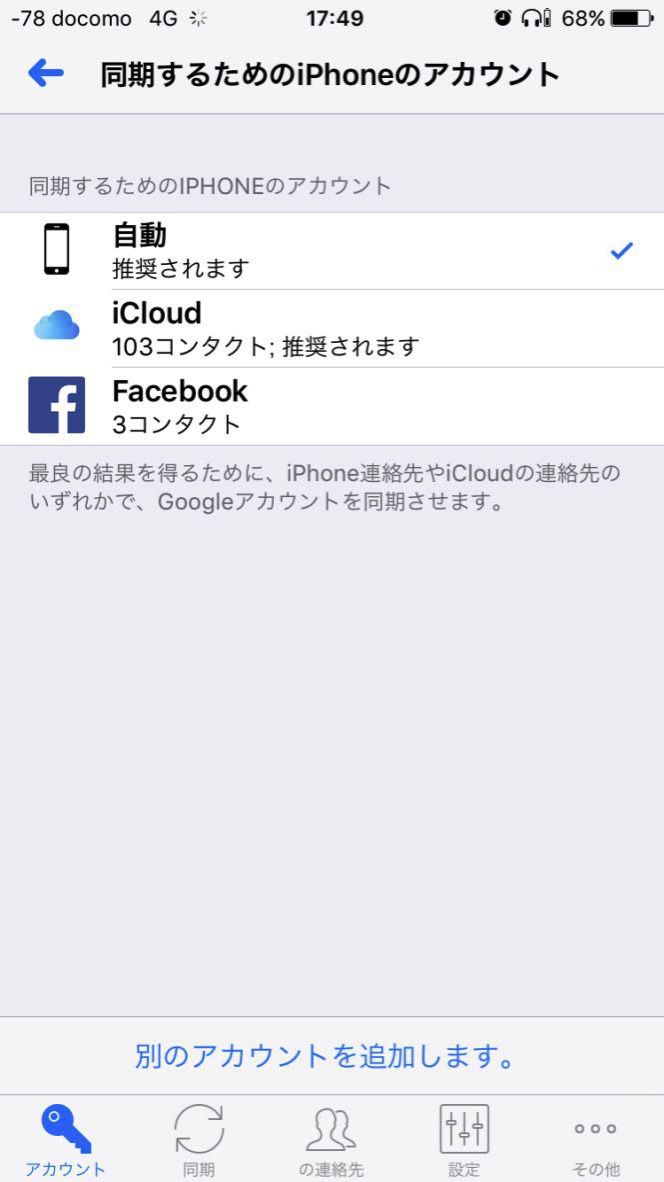 -78 docomo 4G 17:49 68%
同期するためのiPhoneのアカウント
同期するためのIPHONEのアカウント
自動
推奨されます
iCloud
103コンタクト; 推奨されます
Facebook
3コンタクト
最良の結果を得るために、iPhone連絡先やiCloudの連絡先の
いずれかで、Googleアカウントを同期させます。
別のアカウントを追加します。
アカウント 同期 の連絡先 設定 その他